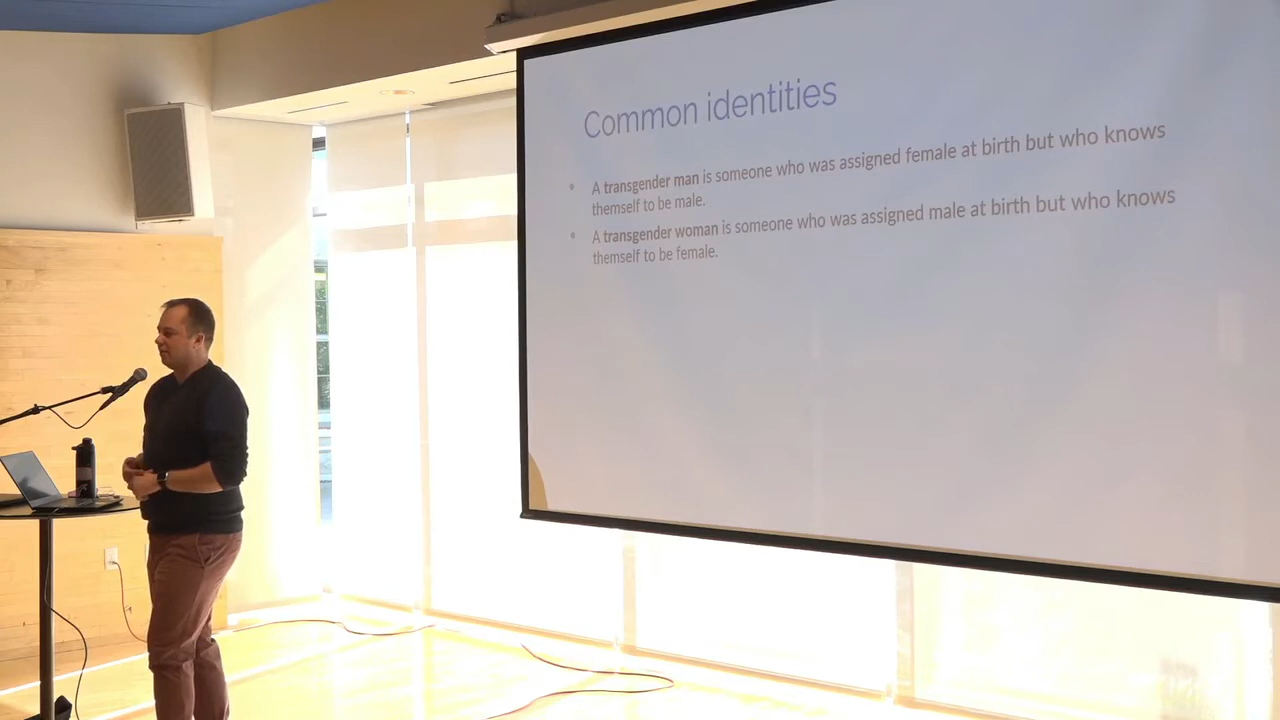 Common identities
• A transgender man is someone who was assigned female at birth but who knows
themself to be male.
• A transgender woman is someone who was assigned male at birth but who knows
themself to be female.